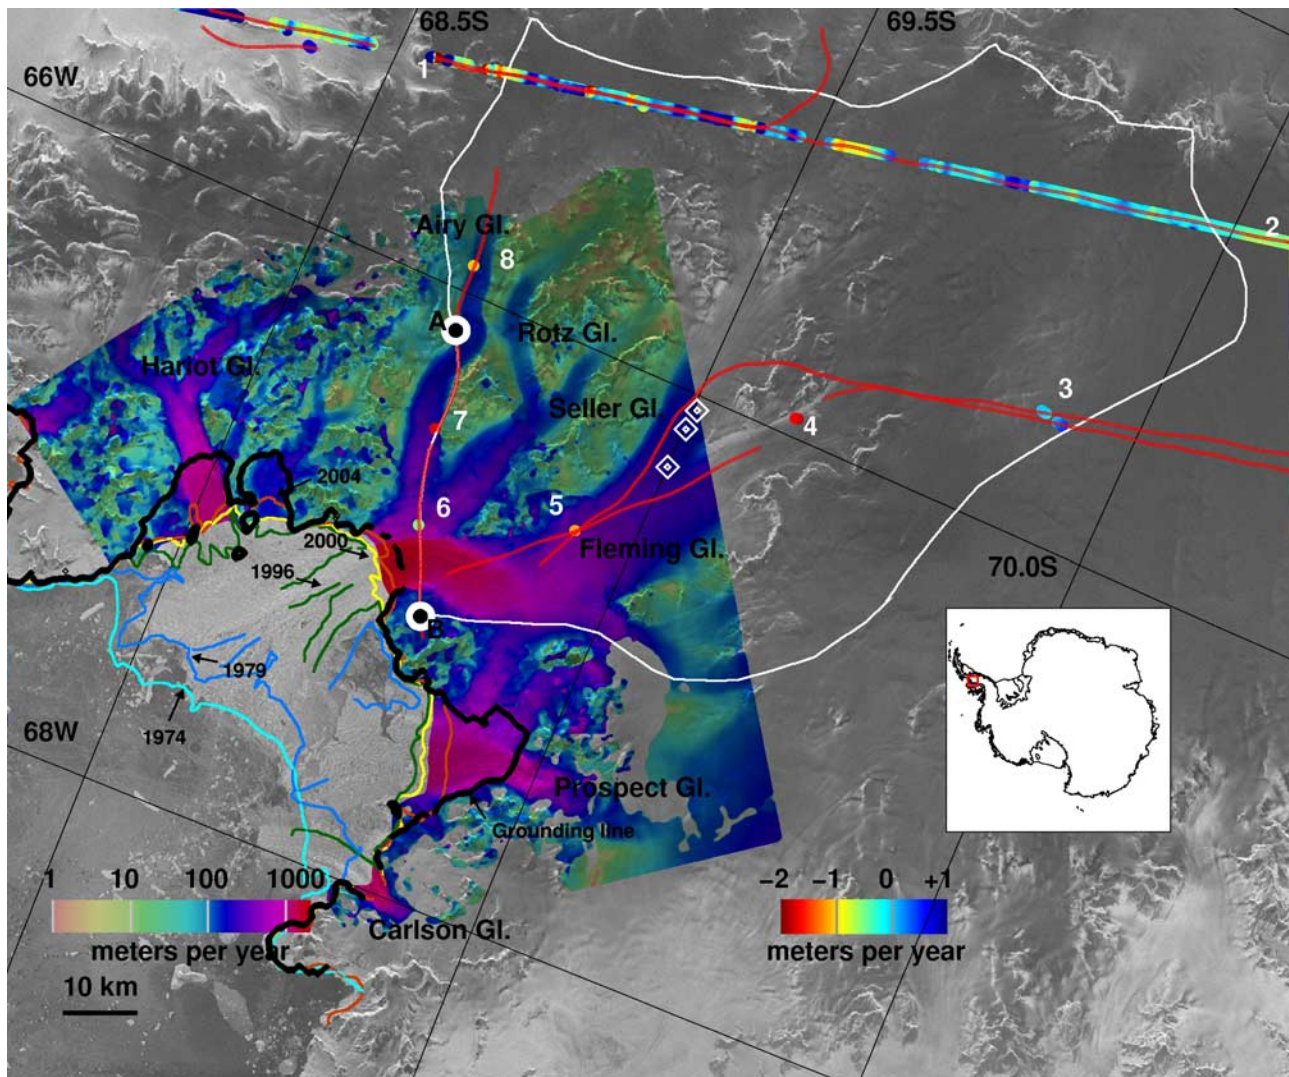 68.5S
69.5S
66W
1
2
Airy Gl.
8
A
Rotz Gl.
Harlot Gl.
3
Seller Gl.
7
4
2004
6
5
2000
Fleming Gl.
1996
70.0S
B
1979
1974
68W
Prospect Gl.
Grounding line
1 10 100 1000
meters per year
−2 −1 0 +1
meters per year
Carlson Gl.
10 km